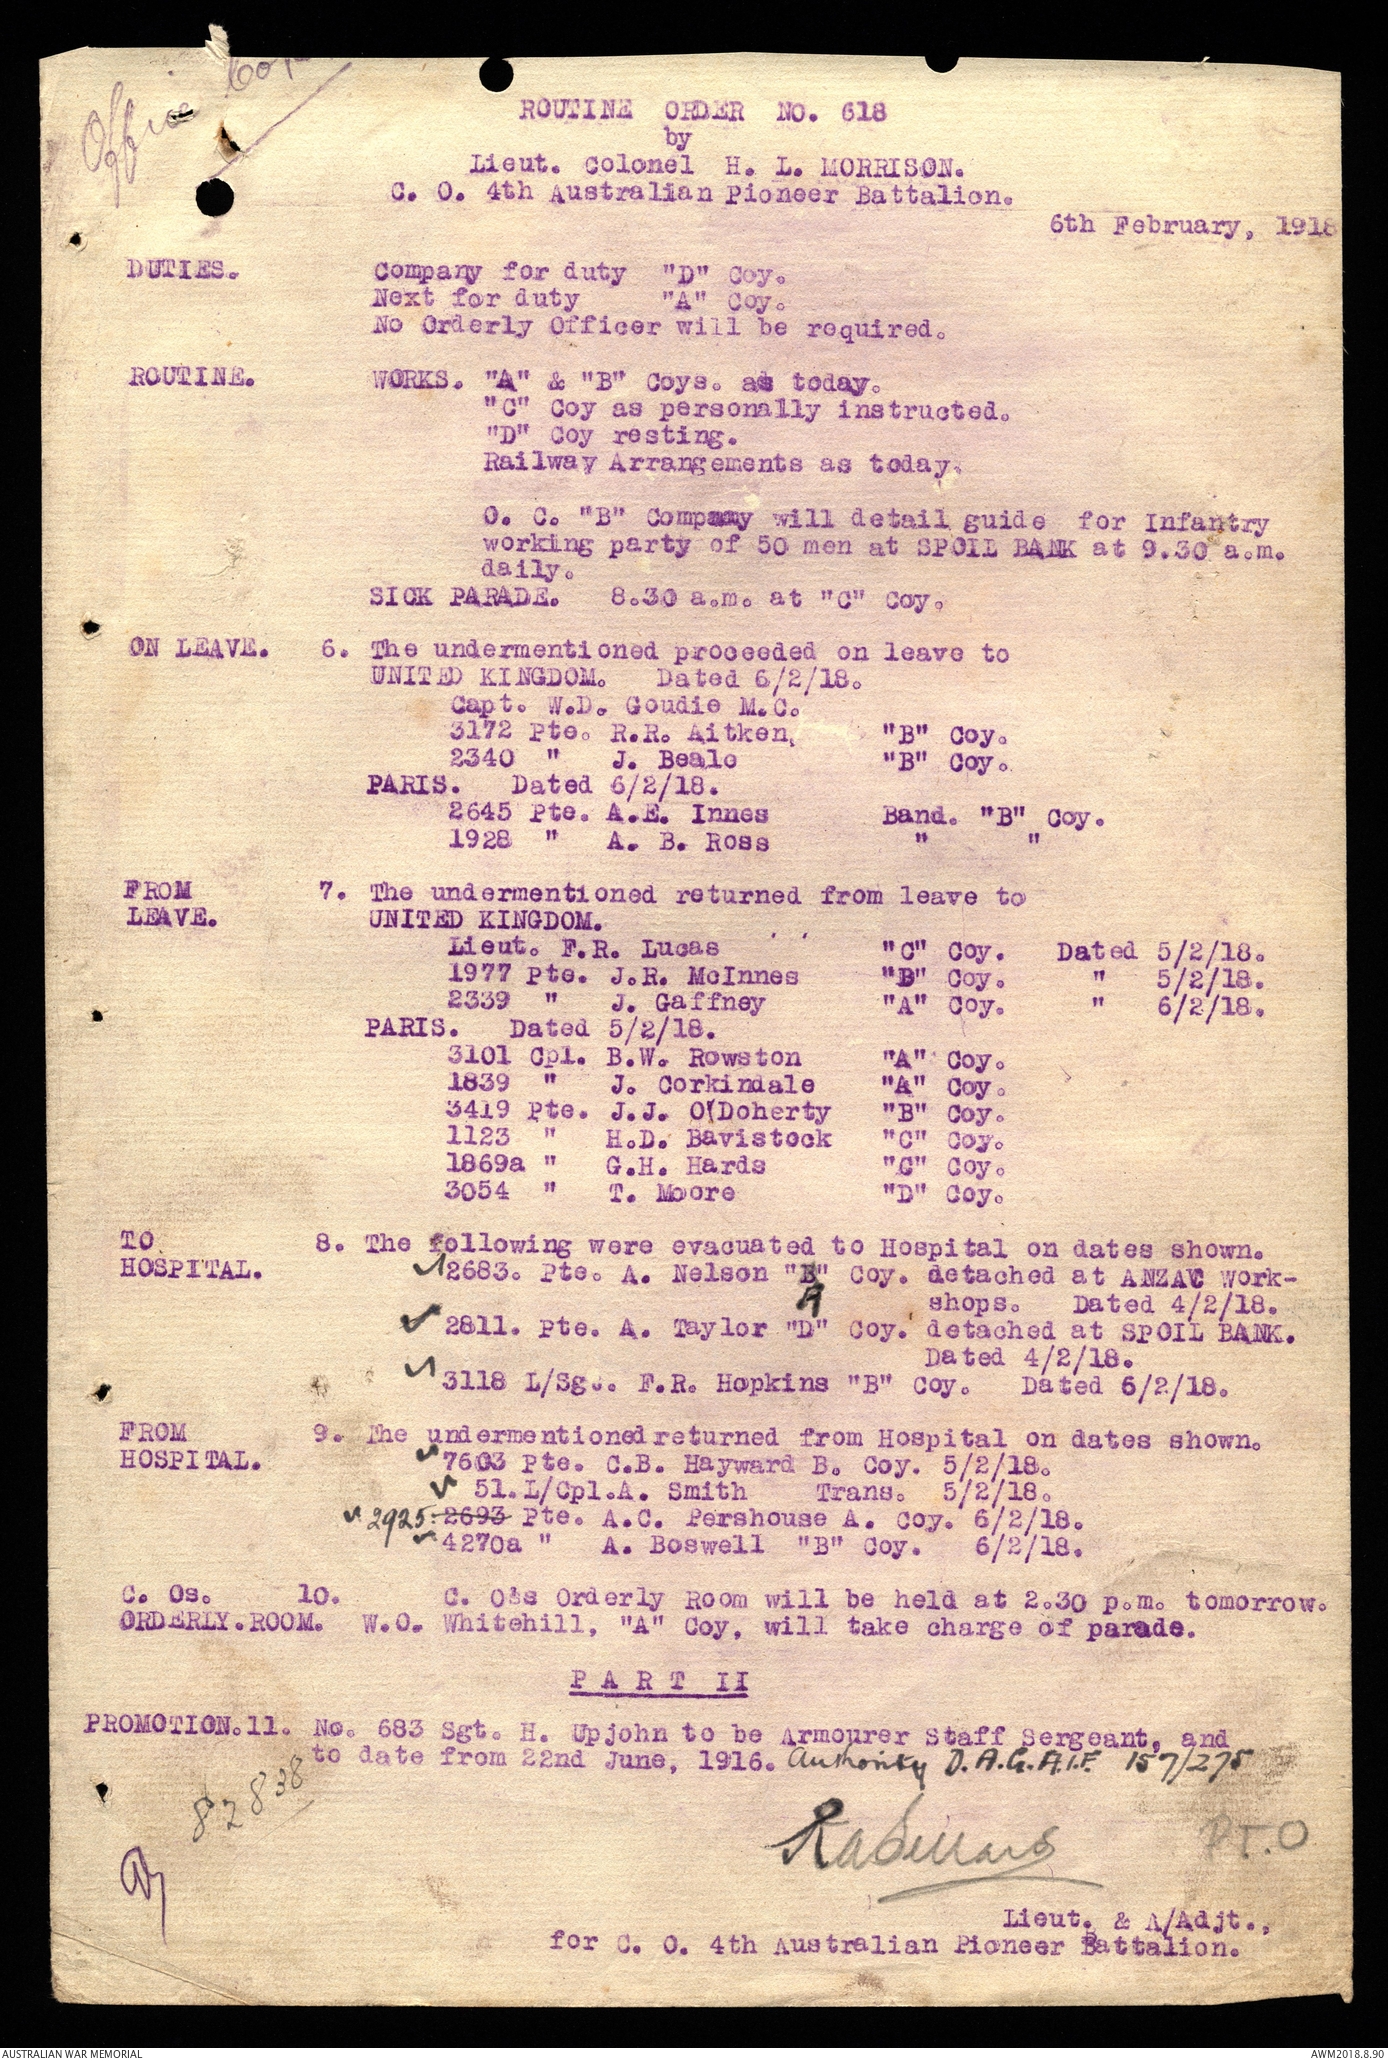 Office Copy
ROUTINE ORDER NO. 618
by
Lieut. Colonel H. L. MORRISON.
C. O. 4th Australian Pioneer Battalion.
6th February, 1918
DUTIES. Company for duty "D" Coy.
Next for duty "A" Coy.
No Orderly Officer will be required.
ROUTINE. WORKS. "A" & "B" Coys. as today.
"C" Coy as personally instructed.
"D" Coy resting.
Railway Arrangements as today.
O. C. "B" Company will detail guide for Infantry
working party of 50 men at SPOIL BANK at 9.30 a.m.
daily.
SICK PARADE. 8.30 a.m. at "C" Coy.
ON LEAVE. 6. The undermentioned proceeded on leave to
UNITED KINGDOM. Dated 6/2/18.
Capt. W.D. Goudie M.C.
3172 Pte. R.R. Aitken, "B" Coy.
2340 " J. Beale "B" Coy.
PARIS. Dated 6/2/18.
2645 Pte. A.E. Innes Band. "B" Coy.
1928 " A. B. Ross " "
FROM 7. The undermentioned returned from leave to
LEAVE. UNITED KINGDOM.
Lieut. F.R. Lucas "C" Coy. Dated 5/2/18.
1977 Pte. J.R. McInnes "B" Coy. " 5/2/18.
2339 " J. Gaffney "A" Coy. " 6/2/18.
PARIS. Dated 5/2/18.
3101 Cpl. B.W. Rowston "A" Coy.
1839 " J. Corkindale "A" Coy.
3419 Pte. J.J. O'Doherty "B" Coy.
1123 " H.D. Bavistock "C" Coy.
1869a " G.H. Hards "C" Coy.
3054 " T. Moore "D" Coy.
TO 8. The following were evacuated to Hospital on dates shown.
HOSPITAL. 2683. Pte. A. Nelson "B" Coy. detached at ANZAC Work-
A shops. Dated 4/2/18.
2811. Pte. A. Taylor "D" Coy. detached at SPOIL BANK.
Dated 4/2/18.
3118 L/Sgt. F.R. Hopkins "B" Coy. Dated 6/2/18.
FROM 9. The undermentioned returned from Hospital on dates shown.
HOSPITAL. 7603 Pte. C.B. Hayward B. Coy. 5/2/18.
51. L/Cpl. A. Smith Trans. 5/2/18.
2925 2693 Pte. A.C. Pershouse A. Coy. 6/2/18.
4270a " A. Boswell "B" Coy. 6/2/18.
C. Os. 10. C. O's Orderly Room will be held at 2.30 p.m. tomorrow.
ORDERLY.ROOM. W.O. Whitehill, "A" Coy, will take charge of parade.
PART II
PROMOTION.11. No. 683 Sgt. H. Upjohn to be Armourer Staff Sergeant, and
to date from 22nd June, 1916. Authority D.A.G. A.I.F. 157/275
82838
P.T.O
Lieut. & A/Adjt.,
for C. O. 4th Australian Pioneer Battalion.
AUSTRALIAN WAR MEMORIAL AWM2018.8.90